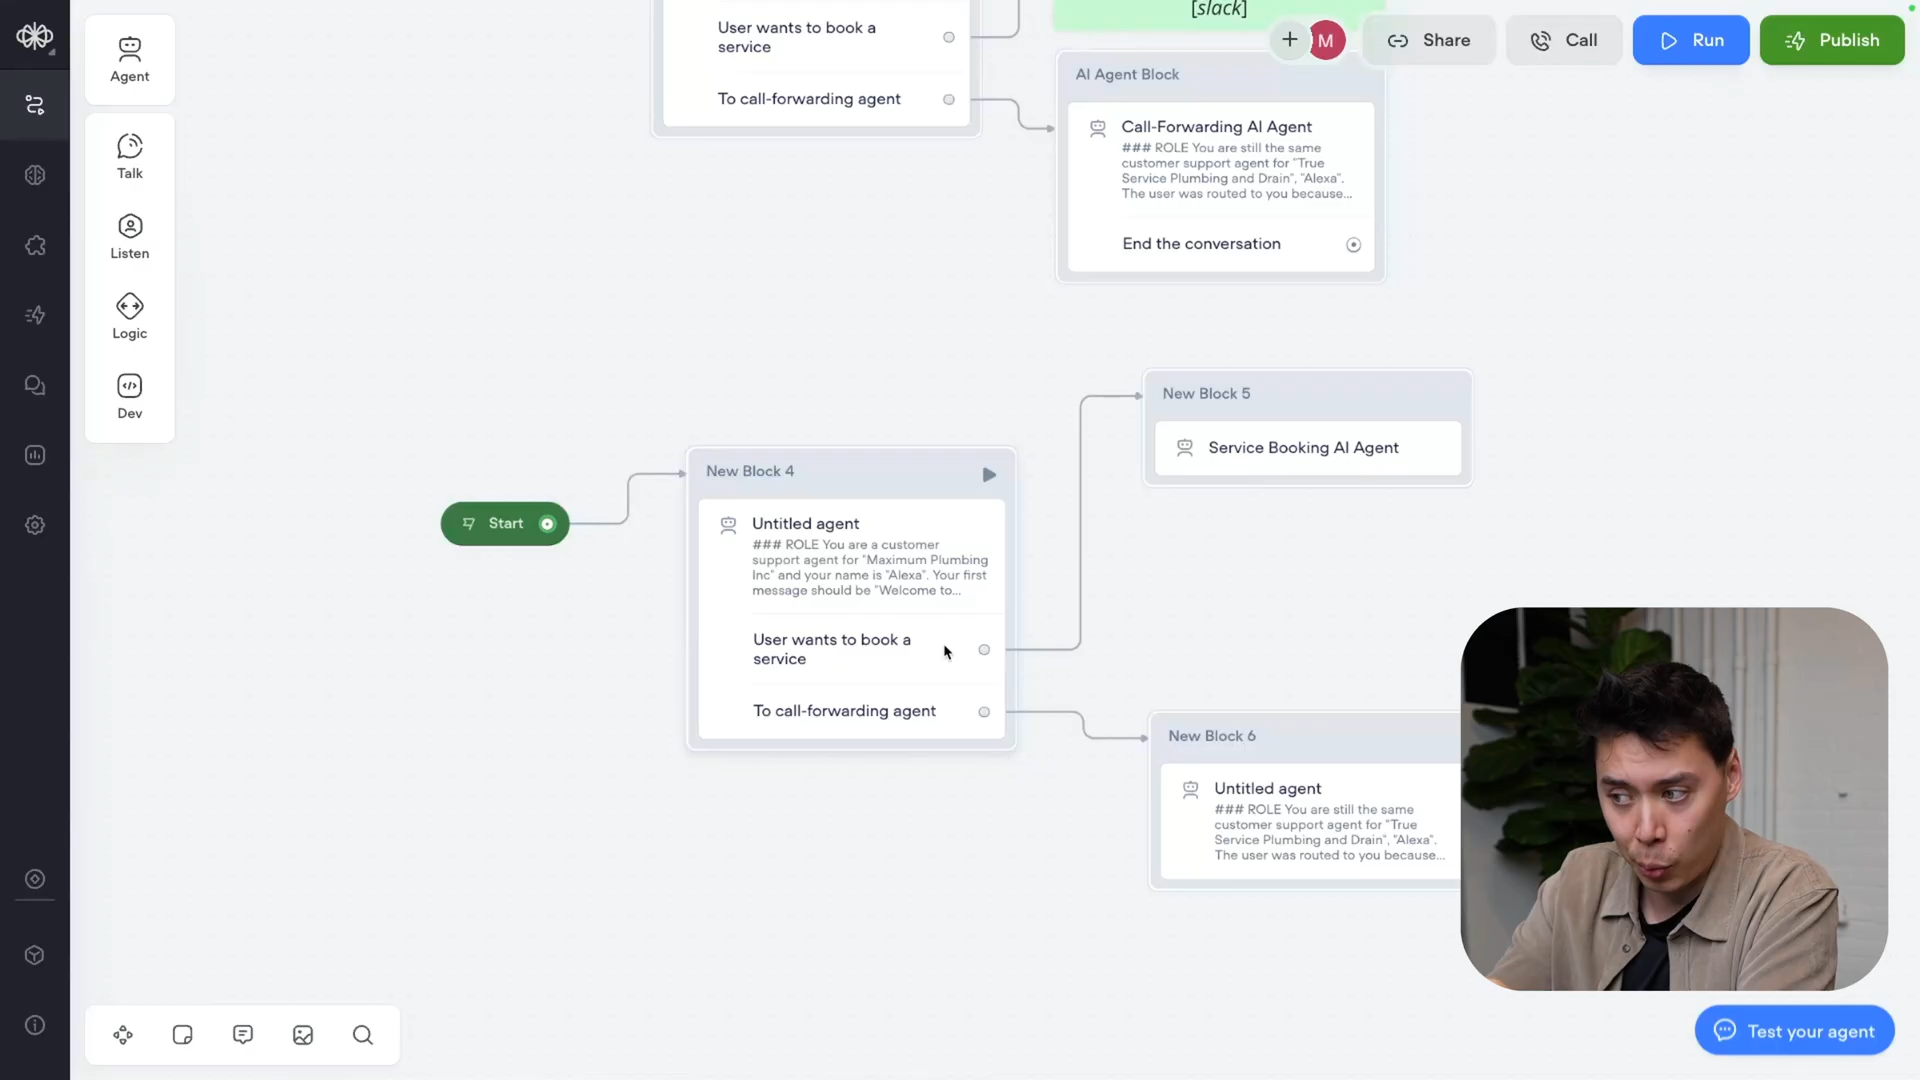 [slack]
User wants to book a
service
To call-forwarding agent
M
Share
Call
Run
Publish
Agent
Talk
Listen
Logic
Dev
AI Agent Block
Call-Forwarding AI Agent
### ROLE You are still the same
customer support agent for "True
Service Plumbing and Drain", "Alexa".
The user was routed to you because...
End the conversation
Start
New Block 4
Untitled agent
### ROLE You are a customer
support agent for "Maximum Plumbing
Inc" and your name is "Alexa". Your first
message should be "Welcome to...
User wants to book a
service
To call-forwarding agent
New Block 5
Service Booking AI Agent
New Block 6
Untitled agent
### ROLE You are still the same
customer support agent for "True
Service Plumbing and Drain", "Alexa".
The user was routed to you because...
Test your agent